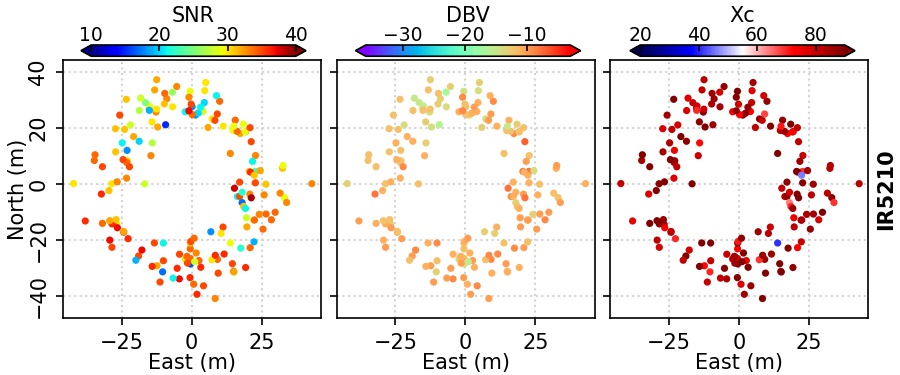 SNR DBV Xc
10 20 30 40 −30 −20 −10 20 40 60 80
40
20
0
−20
−40
North (m)
IR5210
−25 0 25 −25 0 25 −25 0 25
East (m) East (m) East (m)